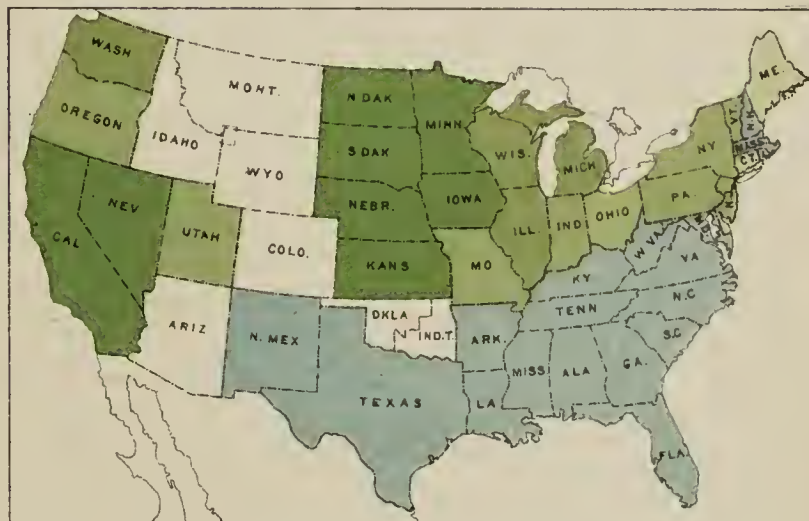 WASH
MOHT.
N DAK
MINN
ME.
OREGON
IDAHO
WIS.
MICH
VT.
N.H.
MASS
NY
CT.
WYO
S DAK
IOWA
NEBR.
PA.
NEV
UTAH
COLO.
ILL.
IND
OHIO
CAL
KANS
MO
W VA
VA
KY
ARIZ
N. MEX
OKLA
IND.T.
ARK.
TENN
N.C
S.C
MISS
ALA
GA.
TEXAS
LA
FLA.